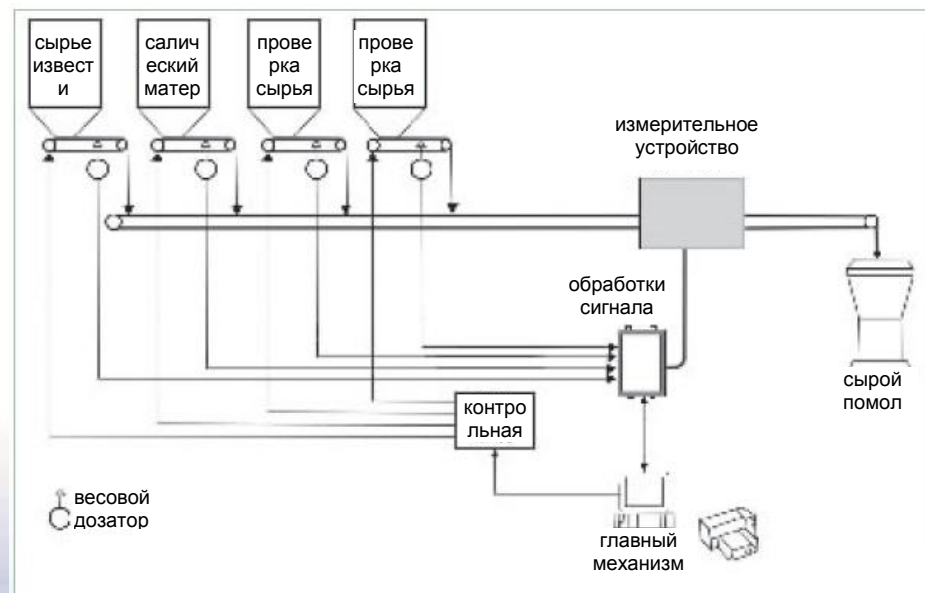 сырье
извест
и
салич
еский
матер
прове
рка
сырья
прове
рка
сырья
измерительное
устройство
обработки
сигнала
сырой
помол
контро
льная
весовой
дозатор
главный
механизм